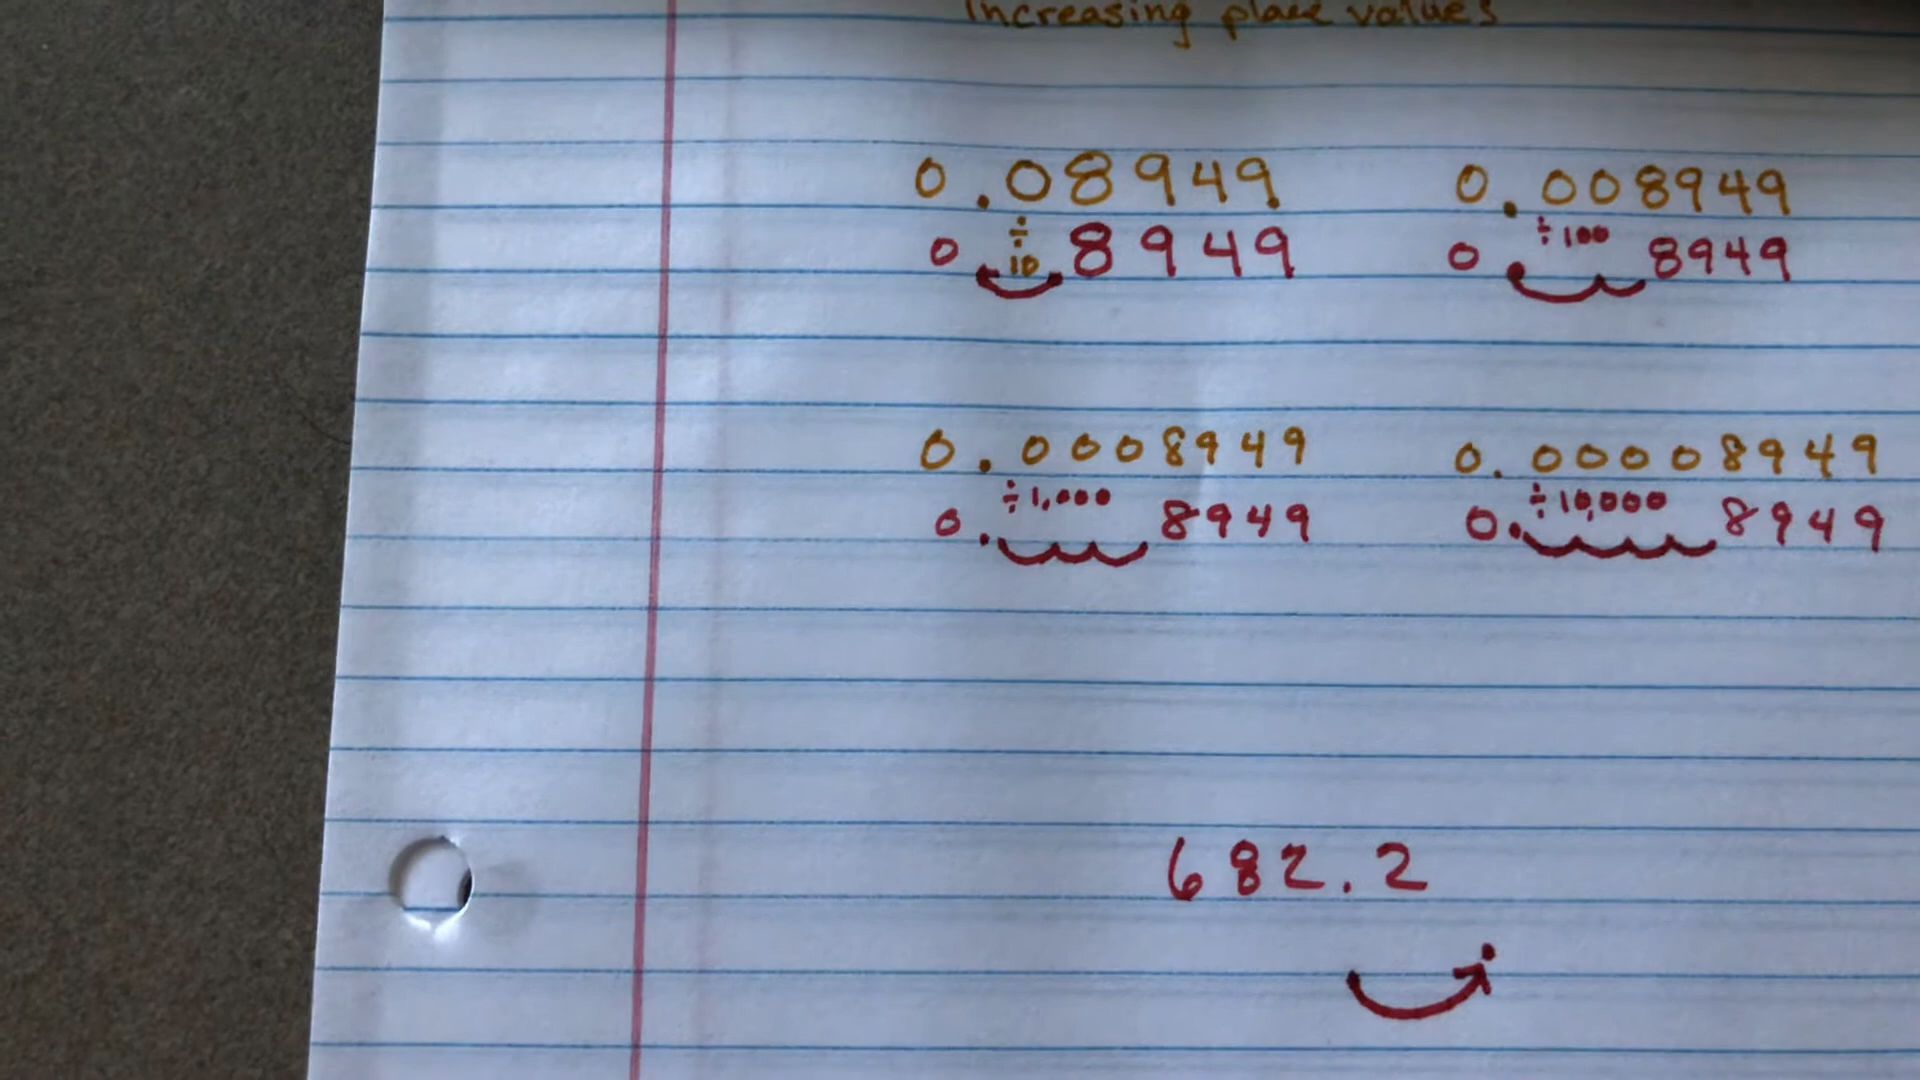 Increasing place values
0.08949 0.008949
0 ÷10 8949 0 ÷100 8949
0.0008949 0.00008949
0. ÷1,000 8949 0. ÷10,000 8949
682.2